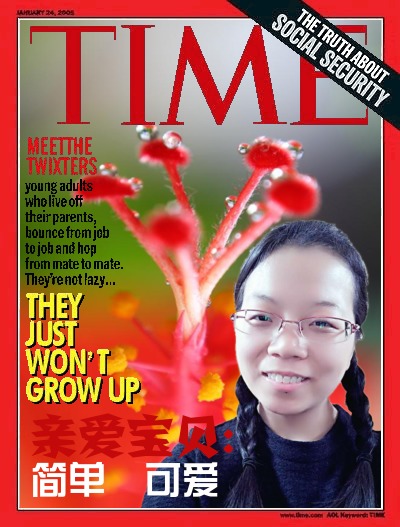 JANUARY 24, 2005
THE TRUTH ABOUT
SOCIAL SECURITY
TIME
MEETTHE
TWIXTERS
young adults
who live off
their parents,
bounce from job
to job and hop
from mate to mate.
They're not lazy...
THEY
JUST
WON'T
GROW UP
亲爱宝贝:
简单 可爱
www.time.com AOL Keyword: TIME